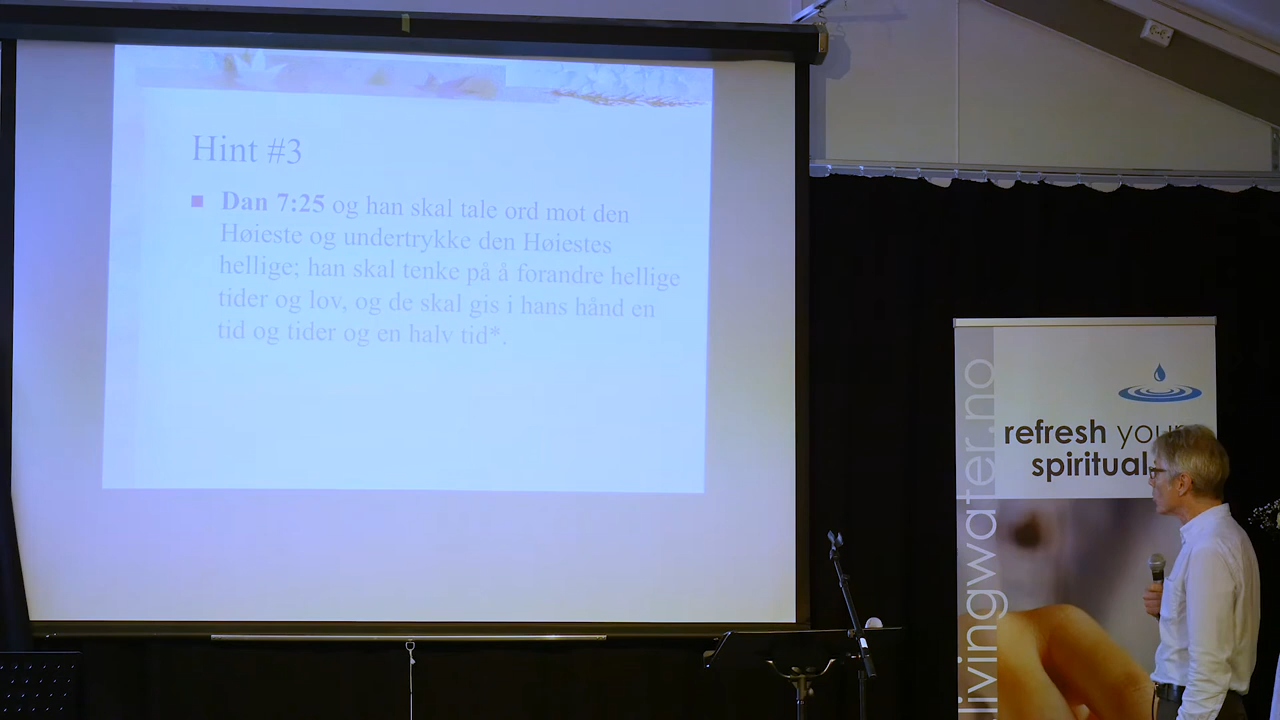 Hint #3
Dan 7:25 og han skal tale ord mot den
Høieste og undertrykke den Høiestes
hellige; han skal tenke på å forandre hellige
tider og lov, og de skal gis i hans hånd en
tid og tider og en halv tid*.
refresh your
spiritual
livingwater.no